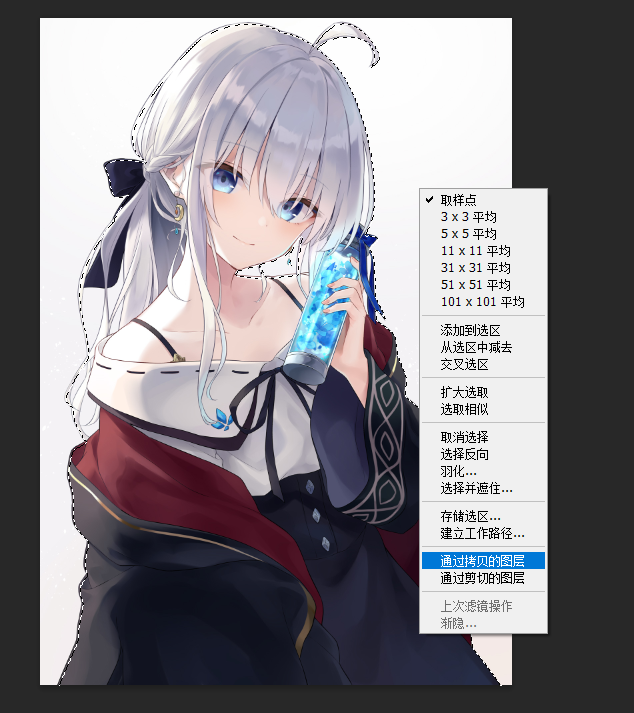 取样点
3 x 3 平均
5 x 5 平均
11 x 11 平均
31 x 31 平均
51 x 51 平均
101 x 101 平均
添加到选区
从选区中减去
交叉选区
扩大选取
选取相似
取消选择
选择反向
羽化...
选择并遮住...
存储选区...
建立工作路径...
通过拷贝的图层
通过剪切的图层
上次滤镜操作
渐隐...